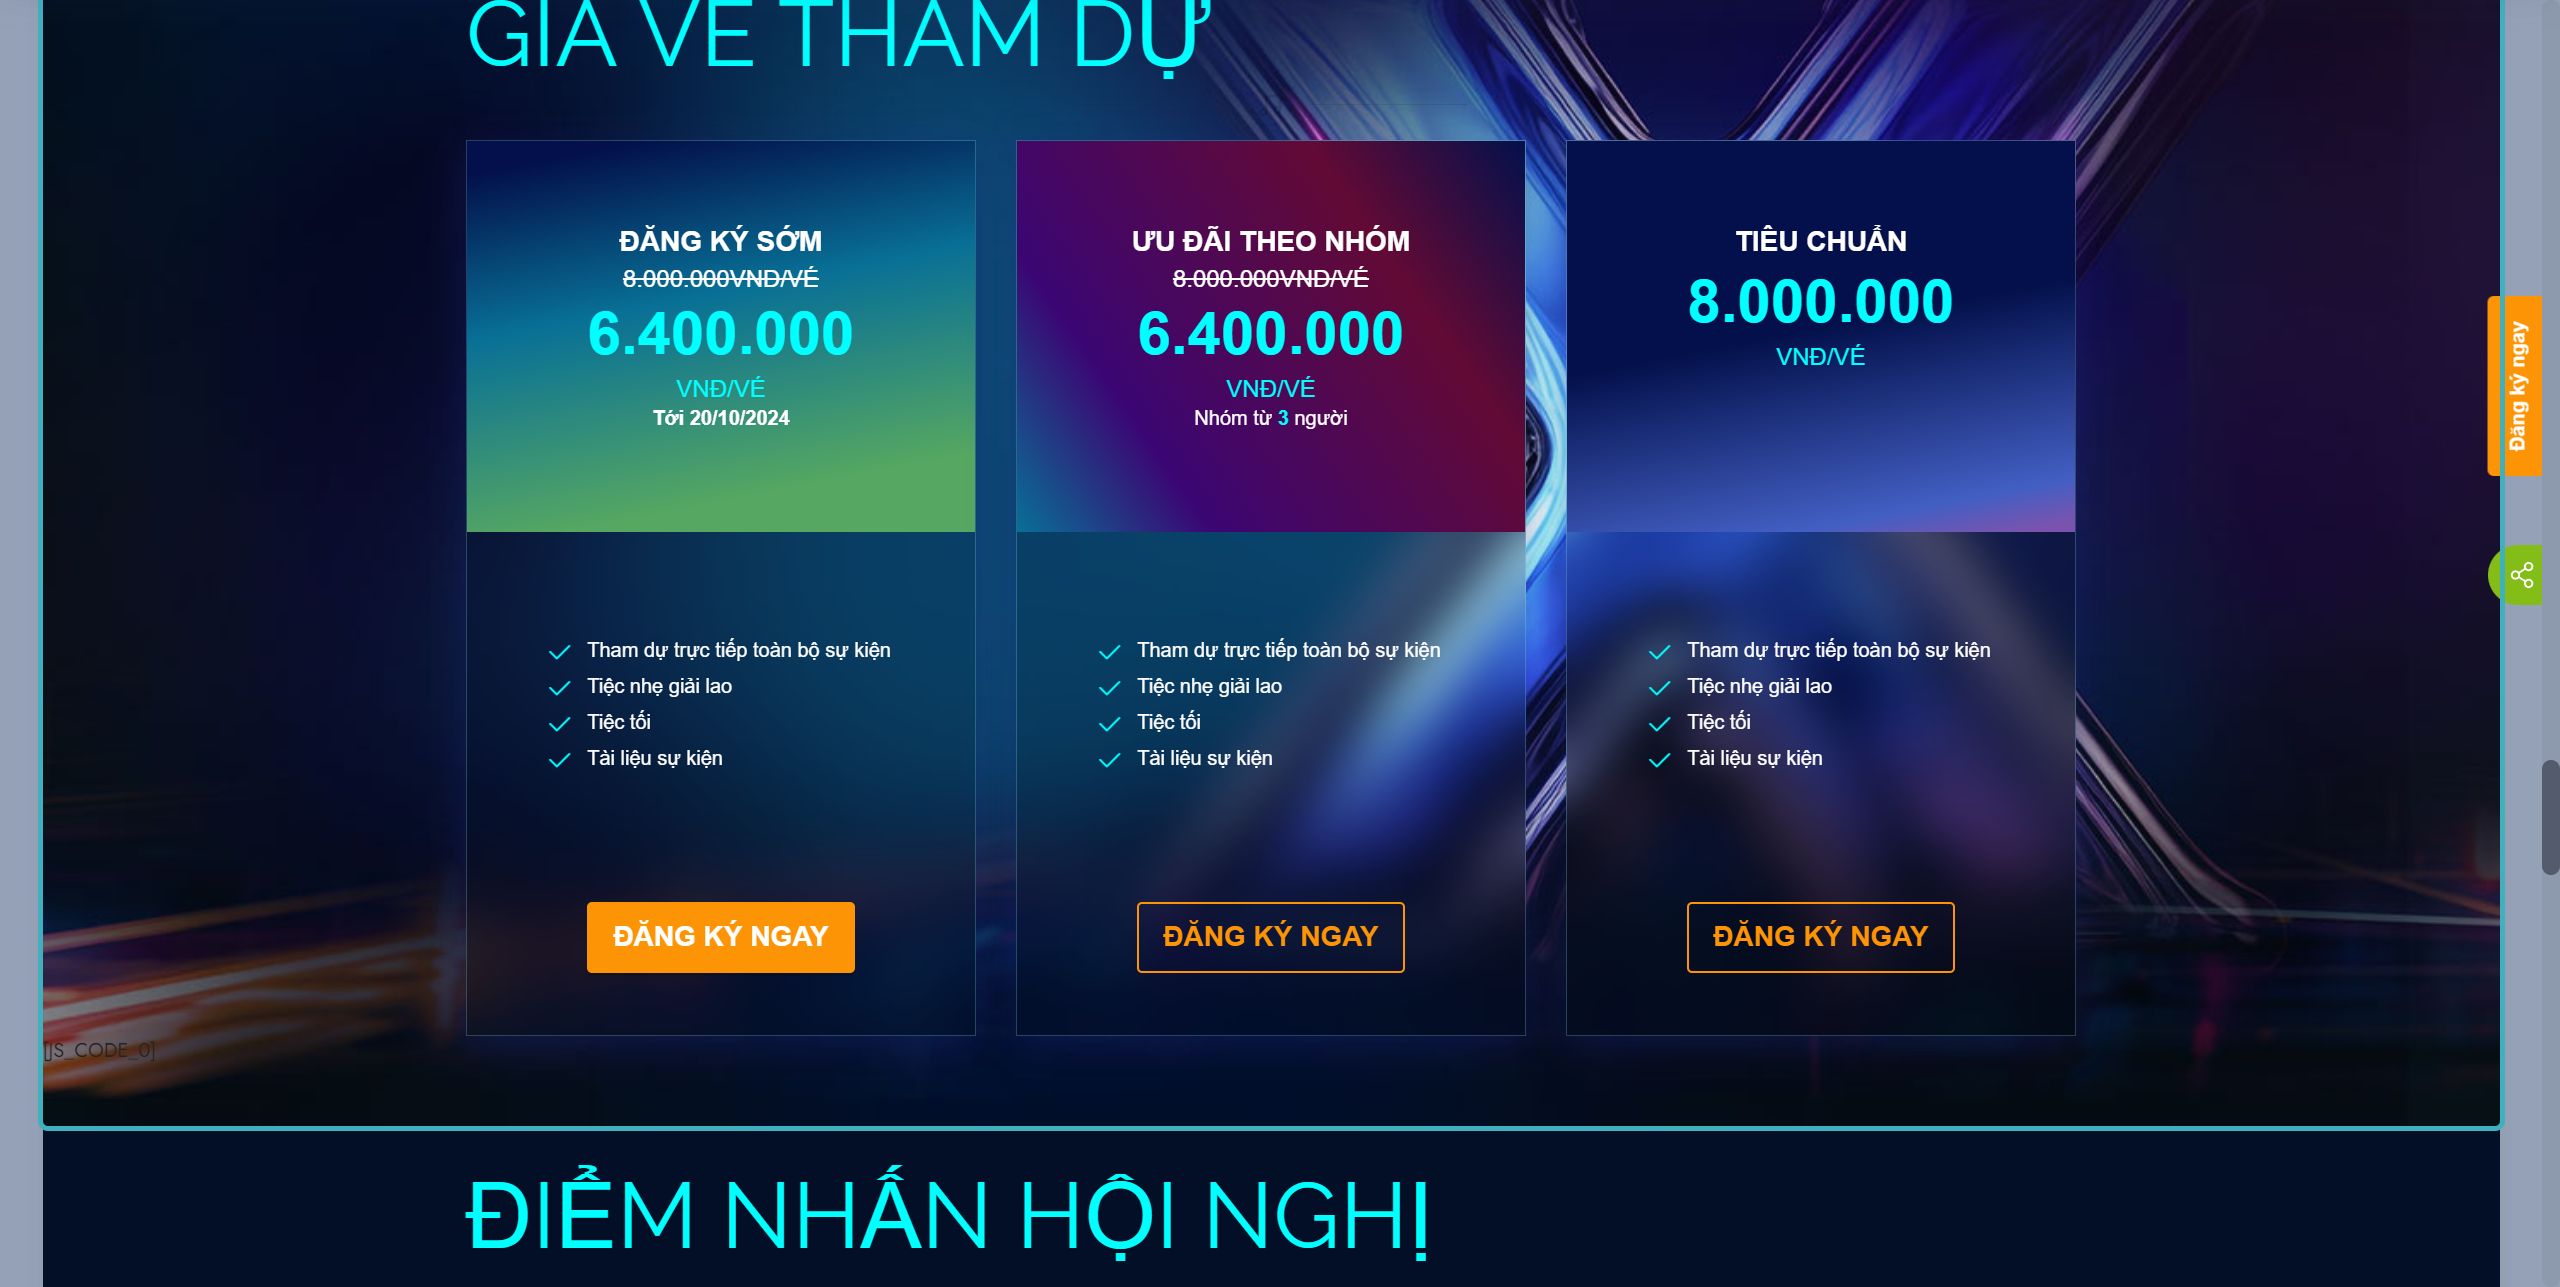 GIÁ VÉ THAM DỰ
ĐĂNG KÝ SỚM
8.000.000VNĐ/VÉ
6.400.000
VNĐ/VÉ
Tới 20/10/2024
Tham dự trực tiếp toàn bộ sự kiện
Tiệc nhẹ giải lao
Tiệc tối
Tài liệu sự kiện
ĐĂNG KÝ NGAY
ƯU ĐÃI THEO NHÓM
8.000.000VNĐ/VÉ
6.400.000
VNĐ/VÉ
Nhóm từ 3 người
Tham dự trực tiếp toàn bộ sự kiện
Tiệc nhẹ giải lao
Tiệc tối
Tài liệu sự kiện
ĐĂNG KÝ NGAY
TIÊU CHUẨN
8.000.000
VNĐ/VÉ
Tham dự trực tiếp toàn bộ sự kiện
Tiệc nhẹ giải lao
Tiệc tối
Tài liệu sự kiện
ĐĂNG KÝ NGAY
Đăng ký ngay
[JS_CODE_0]
ĐIỂM NHẤN HỘI NGHỊ